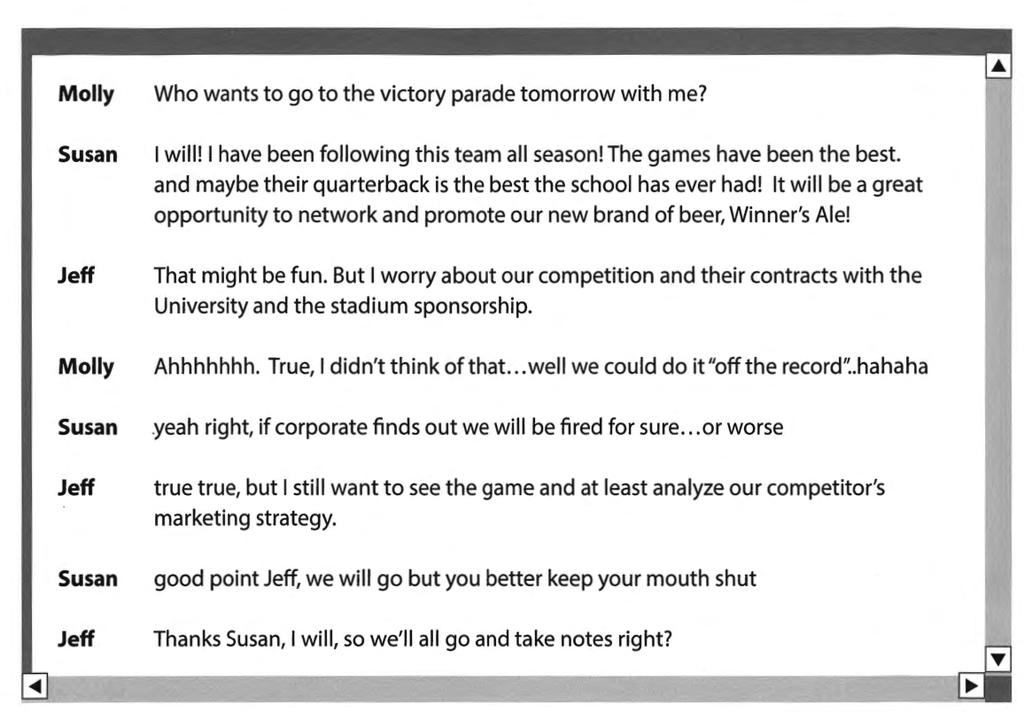 Molly Who wants to go to the victory parade tomorrow with me?
Susan I will! I have been following this team all season! The games have been the best.
and maybe their quarterback is the best the school has ever had! It will be a great
opportunity to network and promote our new brand of beer, Winner's Ale!
Jeff That might be fun. But I worry about our competition and their contracts with the
University and the stadium sponsorship.
Molly Ahhhhhhh. True, I didn't think of that...well we could do it "off the record"..hahaha
Susan .yeah right, if corporate finds out we will be fired for sure...or worse
Jeff true true, but I still want to see the game and at least analyze our competitor's
marketing strategy.
Susan good point Jeff, we will go but you better keep your mouth shut
Jeff Thanks Susan, I will, so we'll all go and take notes right?